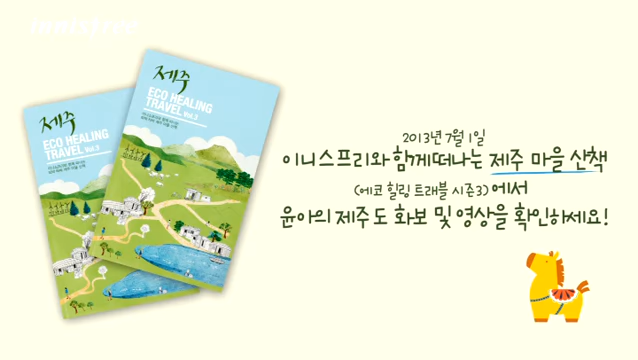 제주
ECO HEALING
TRAVEL Vol.3
제주
ECO HEALING
TRAVEL Vol.3
2013년 7월 1일
이니스프리와 함께떠나는 제주 마을 산책
(에코 힐링 트래블 시즌3) 에서
윤아의 제주도 화보 및 영상을 확인하세요!